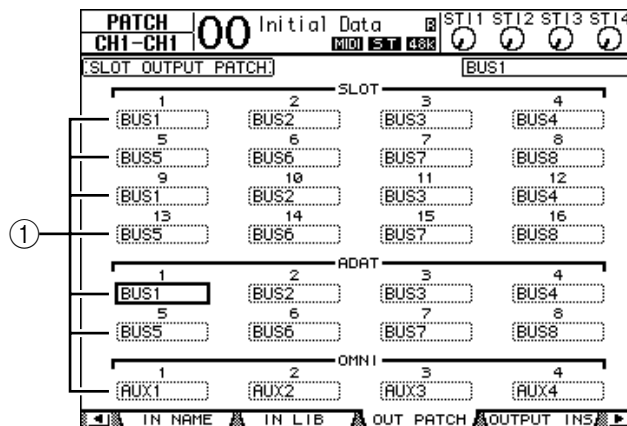 PATCH 00 Initial Data R ST11 ST12 ST13 ST14
CH1-CH1 MIDI ST 48k
SLOT OUTPUT PATCH BUS1
SLOT
1 2 3 4
BUS1 BUS2 BUS3 BUS4
5 6 7 8
BUS5 BUS6 BUS7 BUS8
9 10 11 12
BUS1 BUS2 BUS3 BUS4
13 14 15 16
1 BUS5 BUS6 BUS7 BUS8
ADAT
1 2 3 4
BUS1 BUS2 BUS3 BUS4
5 6 7 8
BUS5 BUS6 BUS7 BUS8
OMNI
1 2 3 4
AUX1 AUX2 AUX3 AUX4
IN NAME IN LIB OUT PATCH OUTPUT INS